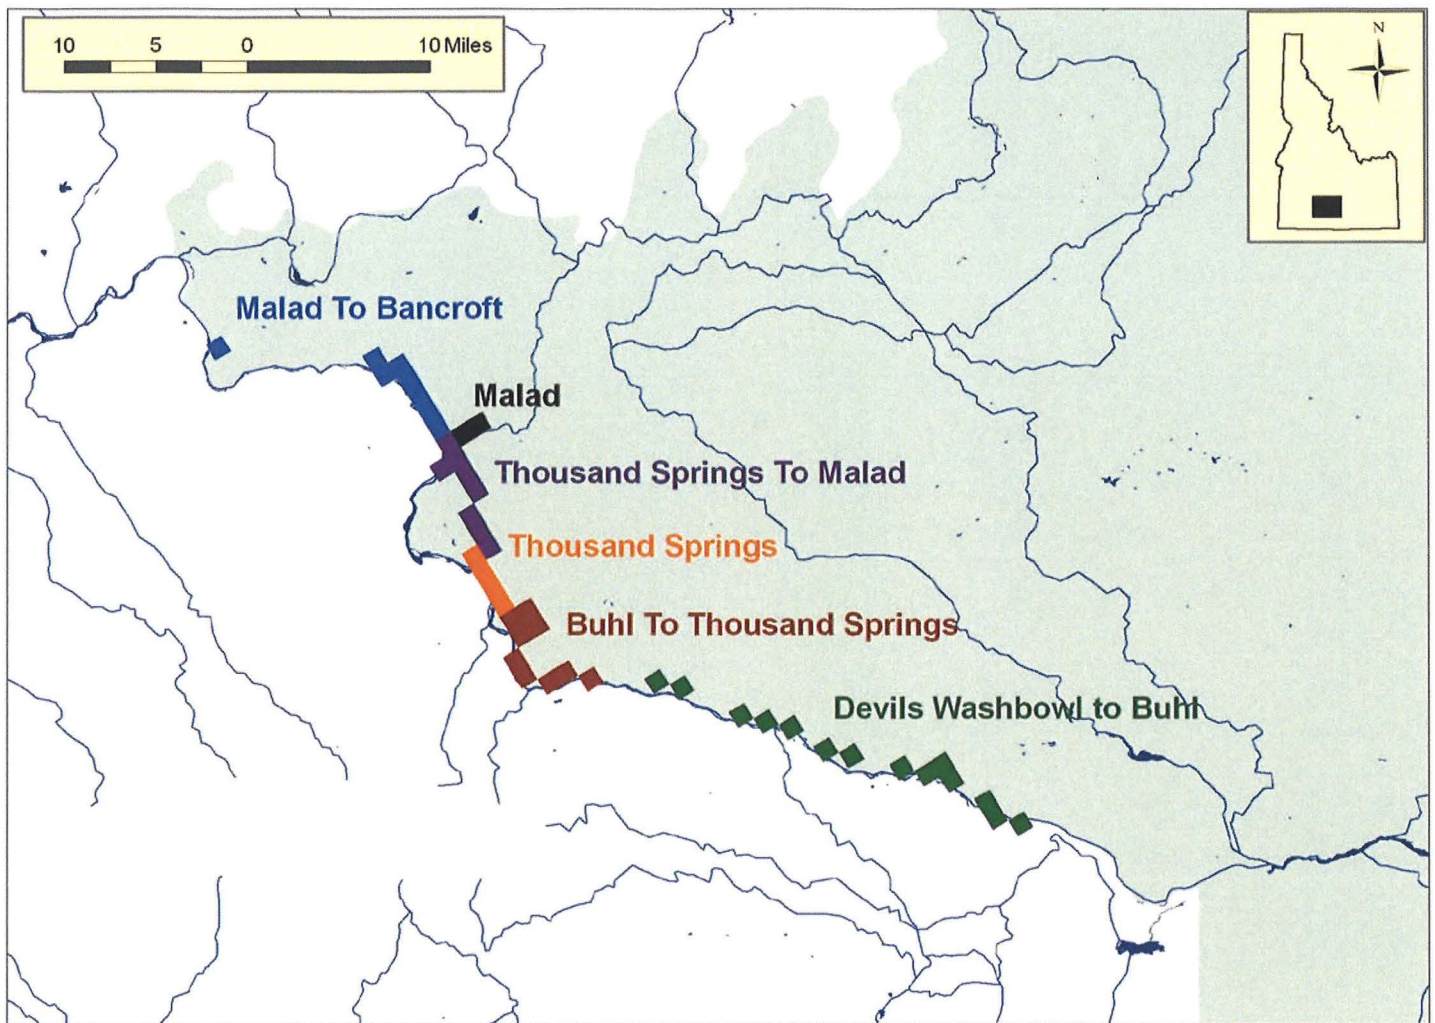 10 5 0 10 Miles
N
Malad To Bancroft
Malad
Thousand Springs To Malad
Thousand Springs
Buhl To Thousand Springs
Devils Washbowl to Buhl